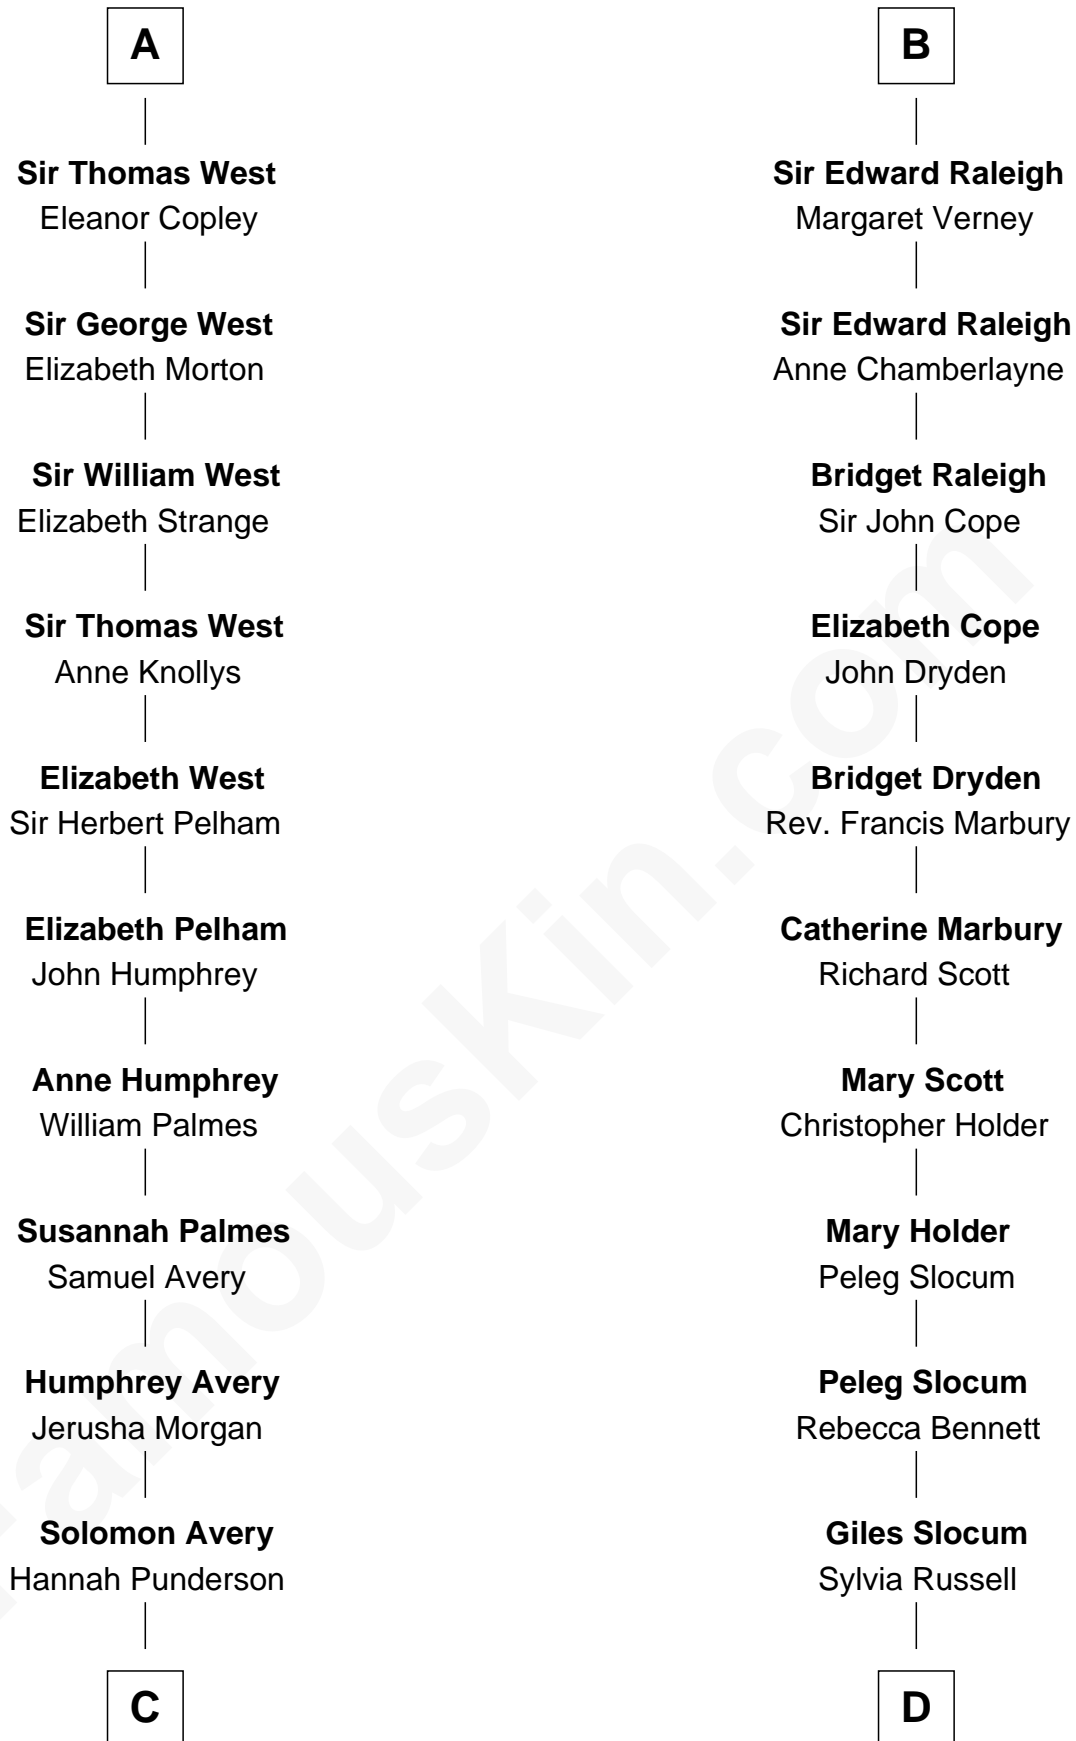 A
Sir Thomas West
Eleanor Copley
Sir George West
Elizabeth Morton
Sir William West
Elizabeth Strange
Sir Thomas West
Anne Knollys
Elizabeth West
Sir Herbert Pelham
Elizabeth Pelham
John Humphrey
Anne Humphrey
William Palmes
Susannah Palmes
Samuel Avery
Humphrey Avery
Jerusha Morgan
Solomon Avery
Hannah Punderson
C
B
Sir Edward Raleigh
Margaret Verney
Sir Edward Raleigh
Anne Chamberlayne
Bridget Raleigh
Sir John Cope
Elizabeth Cope
John Dryden
Bridget Dryden
Rev. Francis Marbury
Catherine Marbury
Richard Scott
Mary Scott
Christopher Holder
Mary Holder
Peleg Slocum
Peleg Slocum
Rebecca Bennett
Giles Slocum
Sylvia Russell
D
FamousKin.com